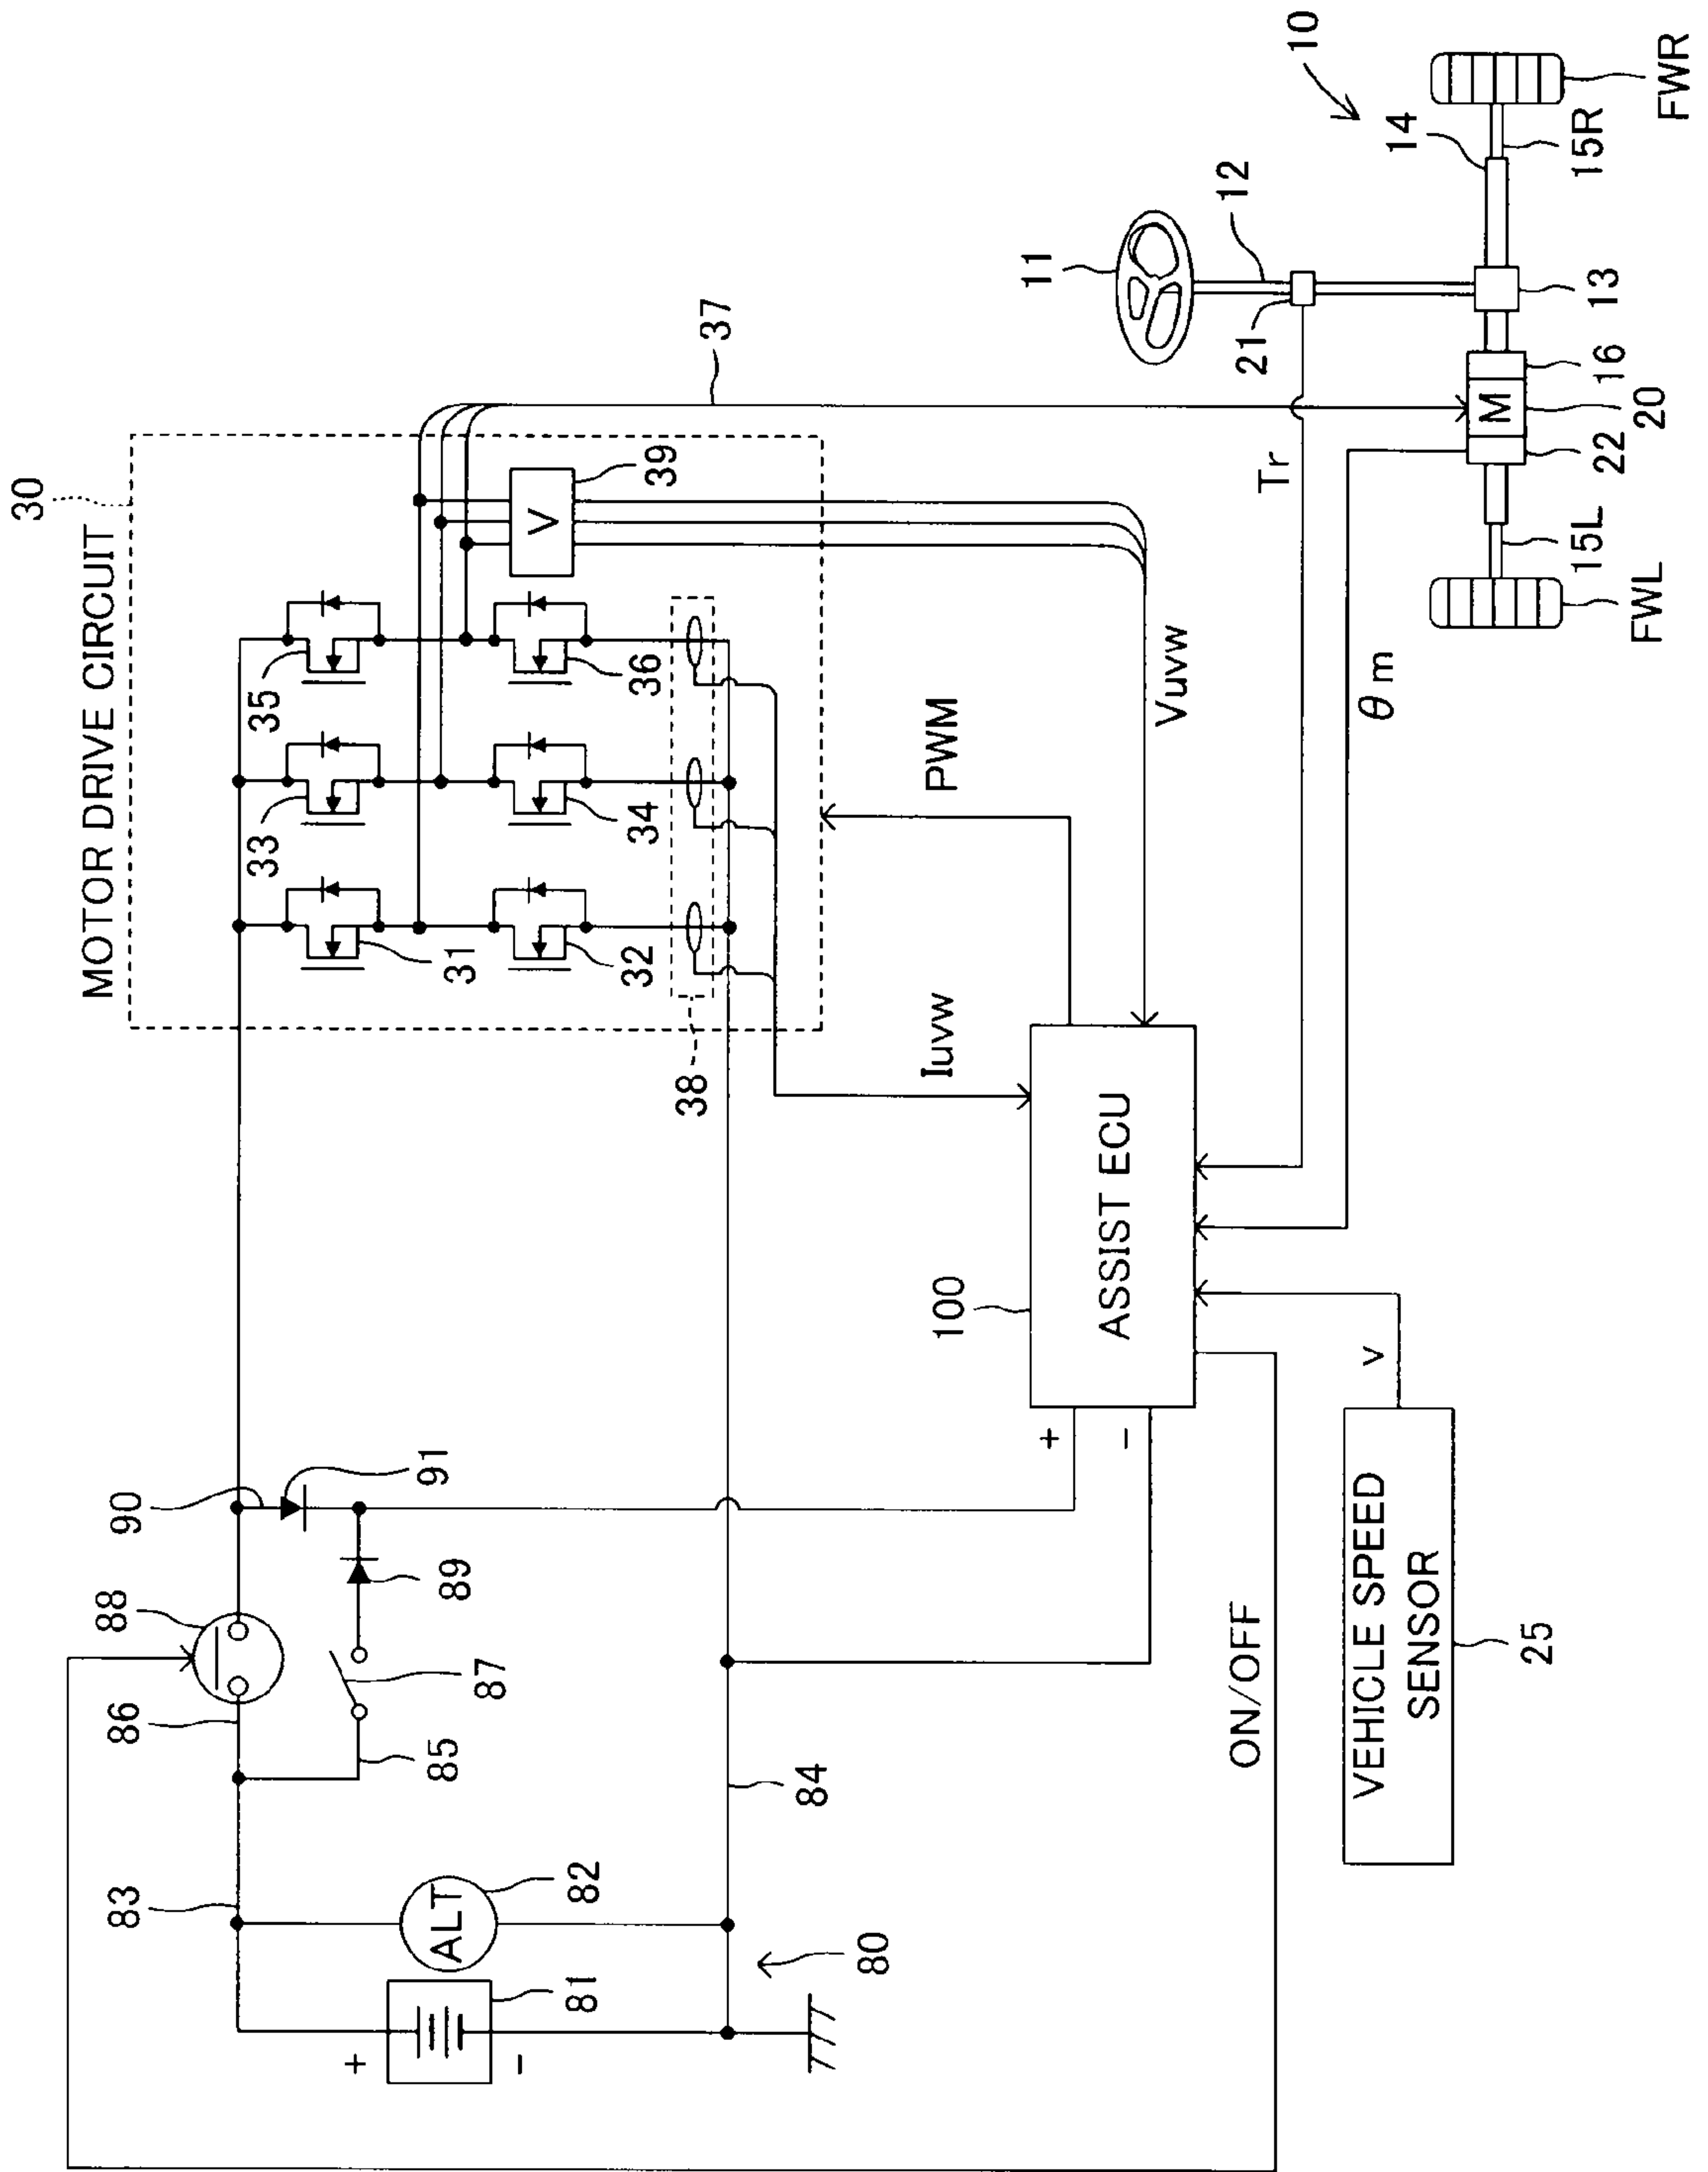 MOTOR DRIVE CIRCUIT
30
35
33
31
36
34
32
38
V
39
37
Iuvw
PWM
Vuvw
Tr
θm
11
12
21
10
14
13
16
M
20
22
15L
15R
FWL
FWR
83
86
88
90
91
89
87
85
84
ALT
82
81
+
-
80
100
ASSIST ECU
+
-
ON/OFF
v
VEHICLE SPEED
SENSOR
25